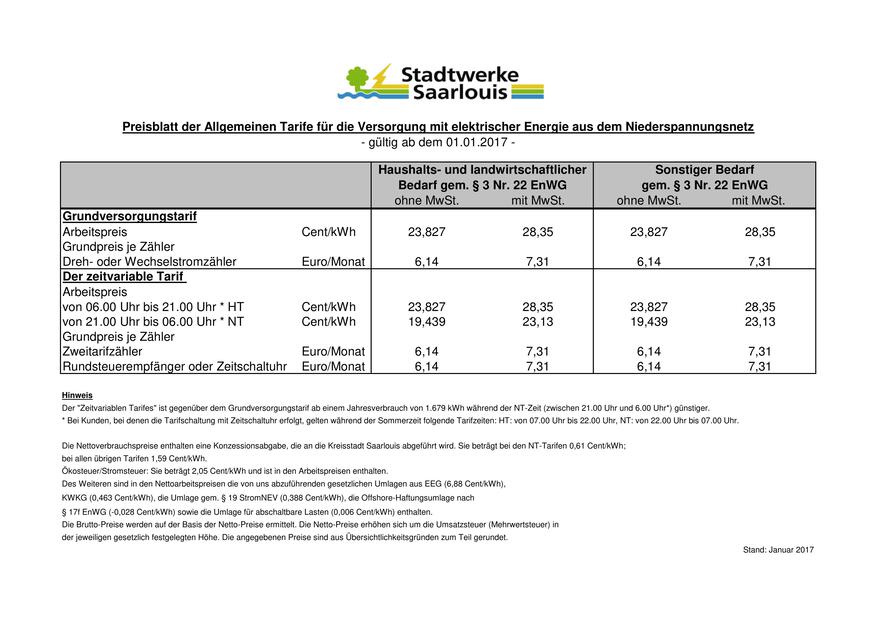 Stadtwerke
Saarlouis
Preisblatt der Allgemeinen Tarife für die Versorgung mit elektrischer Energie aus dem Niederspannungsnetz
- gültig ab dem 01.01.2017 -
Haushalts- und landwirtschaftlicher Sonstiger Bedarf
Bedarf gem. § 3 Nr. 22 EnWG gem. § 3 Nr. 22 EnWG
ohne MwSt. mit MwSt. ohne MwSt. mit MwSt.
Grundversorgungstarif
Arbeitspreis Cent/kWh 23,827 28,35 23,827 28,35
Grundpreis je Zähler
Dreh- oder Wechselstromzähler Euro/Monat 6,14 7,31 6,14 7,31
Der zeitvariable Tarif
Arbeitspreis
von 06.00 Uhr bis 21.00 Uhr * HT Cent/kWh 23,827 28,35 23,827 28,35
von 21.00 Uhr bis 06.00 Uhr * NT Cent/kWh 19,439 23,13 19,439 23,13
Grundpreis je Zähler
Zweitarifzähler Euro/Monat 6,14 7,31 6,14 7,31
Rundsteuerempfänger oder Zeitschaltuhr Euro/Monat 6,14 7,31 6,14 7,31
Hinweis
Der "Zeitvariablen Tarifes" ist gegenüber dem Grundversorgungstarif ab einem Jahresverbrauch von 1.679 kWh während der NT-Zeit (zwischen 21.00 Uhr und 6.00 Uhr*) günstiger.
* Bei Kunden, bei denen die Tarifschaltung mit Zeitschaltuhr erfolgt, gelten während der Sommerzeit folgende Tarifzeiten: HT: von 07.00 Uhr bis 22.00 Uhr, NT: von 22.00 Uhr bis 07.00 Uhr.
Die Nettoverbrauchspreise enthalten eine Konzessionsabgabe, die an die Kreisstadt Saarlouis abgeführt wird. Sie beträgt bei den NT-Tarifen 0,61 Cent/kWh;
bei allen übrigen Tarifen 1,59 Cent/kWh.
Ökosteuer/Stromsteuer: Sie beträgt 2,05 Cent/kWh und ist in den Arbeitspreisen enthalten.
Des Weiteren sind in den Nettoarbeitspreisen die von uns abzuführenden gesetzlichen Umlagen aus EEG (6,88 Cent/kWh),
KWKG (0,463 Cent/kWh), die Umlage gem. § 19 StromNEV (0,388 Cent/kWh), die Offshore-Haftungsumlage nach
§ 17f EnWG (-0,028 Cent/kWh) sowie die Umlage für abschaltbare Lasten (0,006 Cent/kWh) enthalten.
Die Brutto-Preise werden auf der Basis der Netto-Preise ermittelt. Die Netto-Preise erhöhen sich um die Umsatzsteuer (Mehrwertsteuer) in
der jeweiligen gesetzlich festgelegten Höhe. Die angegebenen Preise sind aus Übersichtlichkeitsgründen zum Teil gerundet.
Stand: Januar 2017